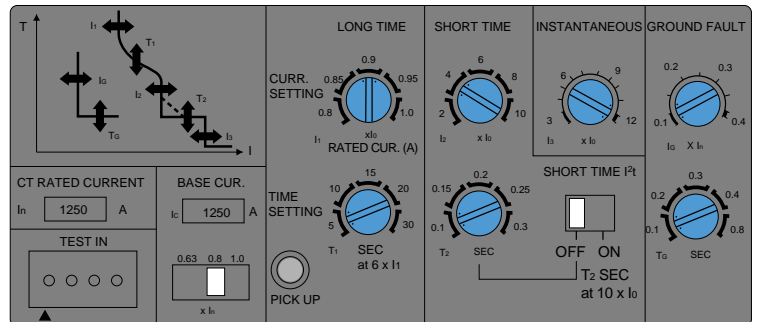 LONG TIME
SHORT TIME
INSTANTANEOUS
GROUND FAULT
T
I₁
T₁
IG
I₂
T₂
TG
I₃
I
CURR.
SETTING
0.8
0.85
0.9
0.95
1.0
I₁
xI₀
RATED CUR. (A)
2
4
6
8
10
I₂
x I₀
3
6
9
12
I₃
x I₀
0.1
0.2
0.3
0.4
IG
X In
CT RATED CURRENT
In
1250
A
BASE CUR.
Ic
1250
A
TIME
SETTING
5
10
15
20
30
T₁
SEC
at 6 x I₁
0.1
0.15
0.2
0.25
0.3
T₂
SEC
SHORT TIME I²t
OFF
ON
T₂ SEC
at 10 x I₀
0.1
0.2
0.3
0.4
0.8
TG
SEC
TEST IN
0.63 0.8 1.0
x In
PICK UP